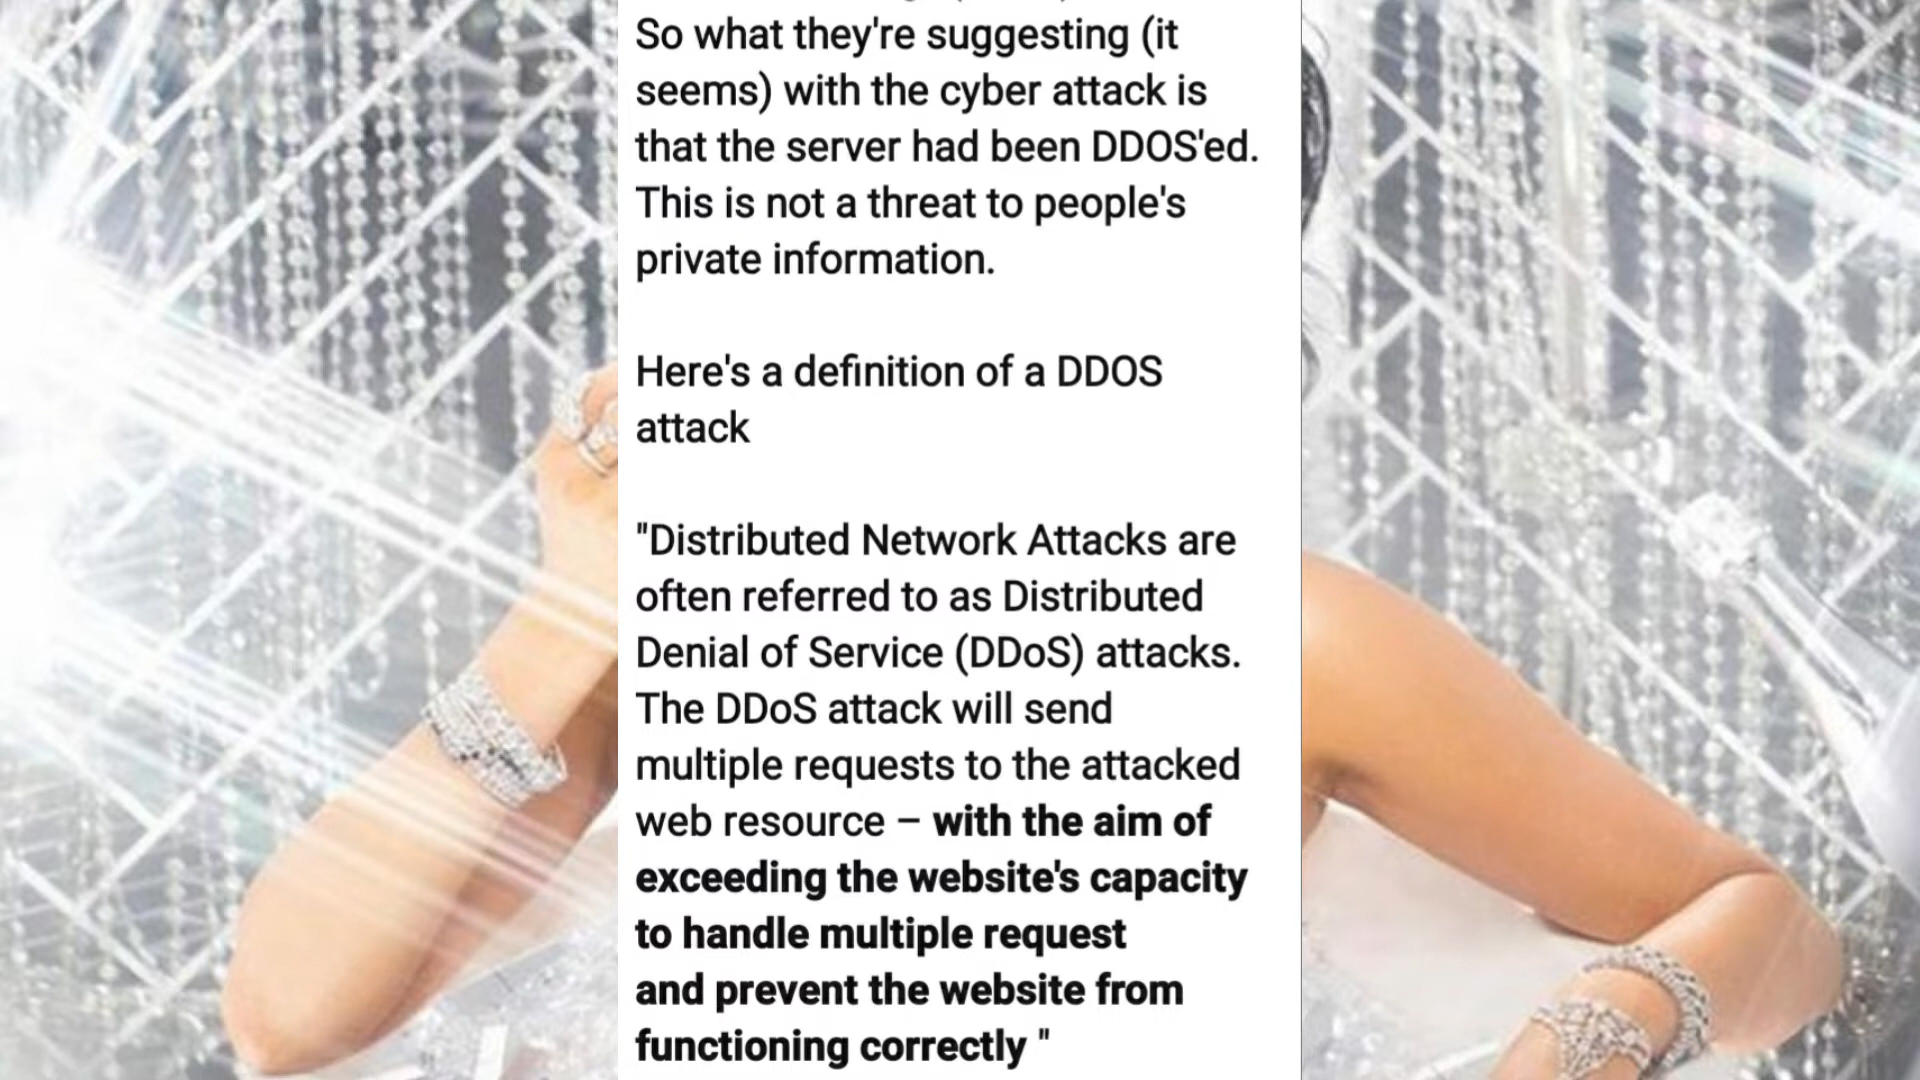 So what they're suggesting (it
seems) with the cyber attack is
that the server had been DDOS'ed.
This is not a threat to people's
private information.
Here's a definition of a DDOS
attack
"Distributed Network Attacks are
often referred to as Distributed
Denial of Service (DDoS) attacks.
The DDoS attack will send
multiple requests to the attacked
web resource – with the aim of
exceeding the website's capacity
to handle multiple request
and prevent the website from
functioning correctly "